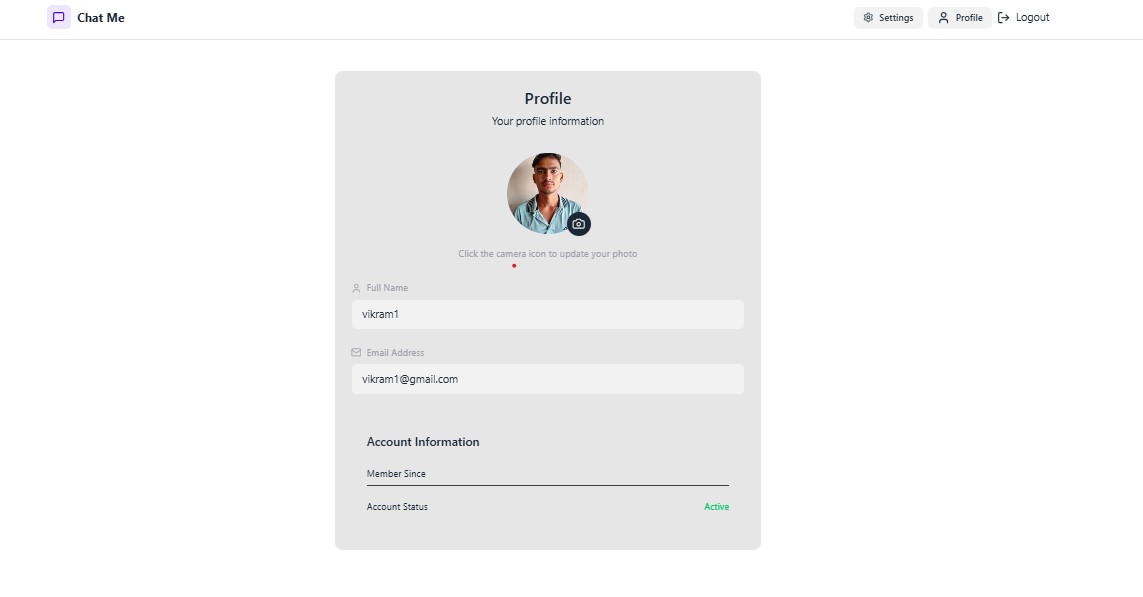 Chat Me
Settings
Profile
Logout
Profile
Your profile information
Click the camera icon to update your photo
Full Name
vikram1
Email Address
vikram1@gmail.com
Account Information
Member Since
Account Status
Active